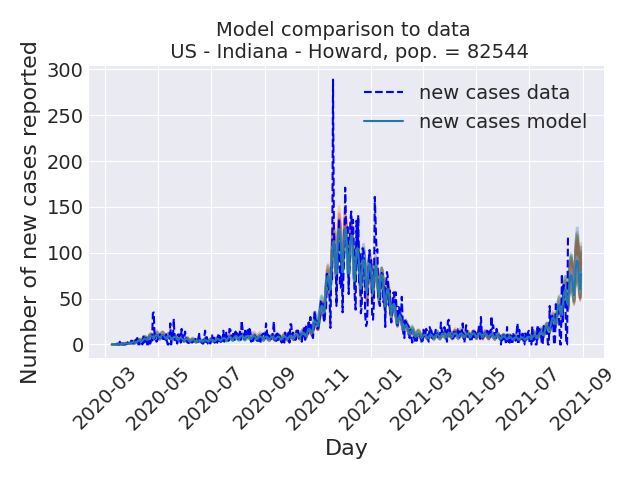 Model comparison to data
US - Indiana - Howard, pop. = 82544
Number of new cases reported
300
250
200
150
100
50
0
new cases data
new cases model
2020-03
2020-05
2020-07
2020-09
2020-11
2021-01
2021-03
2021-05
2021-07
2021-09
Day